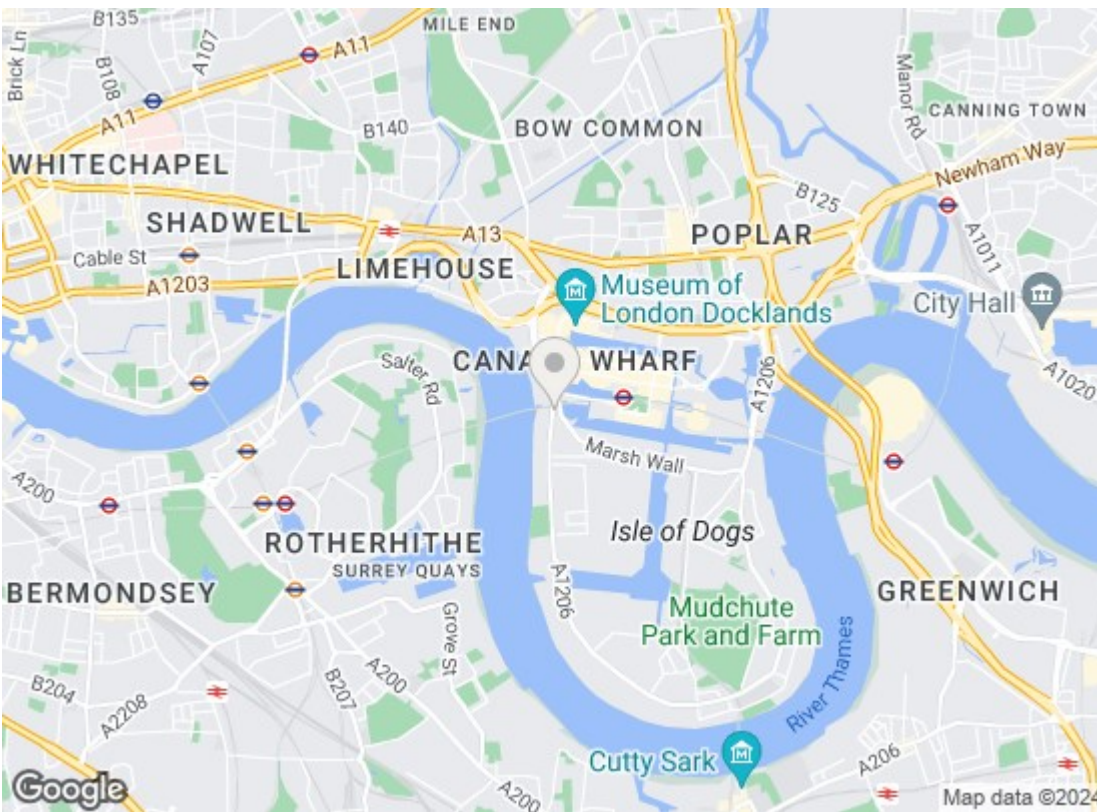 B135
MILE END
Brick Ln
B108
A107
A11
A11
B140
BOW COMMON
Manor Rd
CANNING TOWN
WHITECHAPEL
Newham Way
B125
SHADWELL
A13
POPLAR
A1011
Cable St
LIMEHOUSE
A1203
Museum of
London Docklands
City Hall
Salter Rd
CANA
WHARF
A1206
A1020
Marsh Wall
A200
Isle of Dogs
ROTHERHITHE
SURREY QUAYS
A1206
BERMONDSEY
GREENWICH
Grove St
Mudchute
Park and Farm
River Thames
B204
A2208
B207
A200
Cutty Sark
A206
A200
Google
Map data ©2024